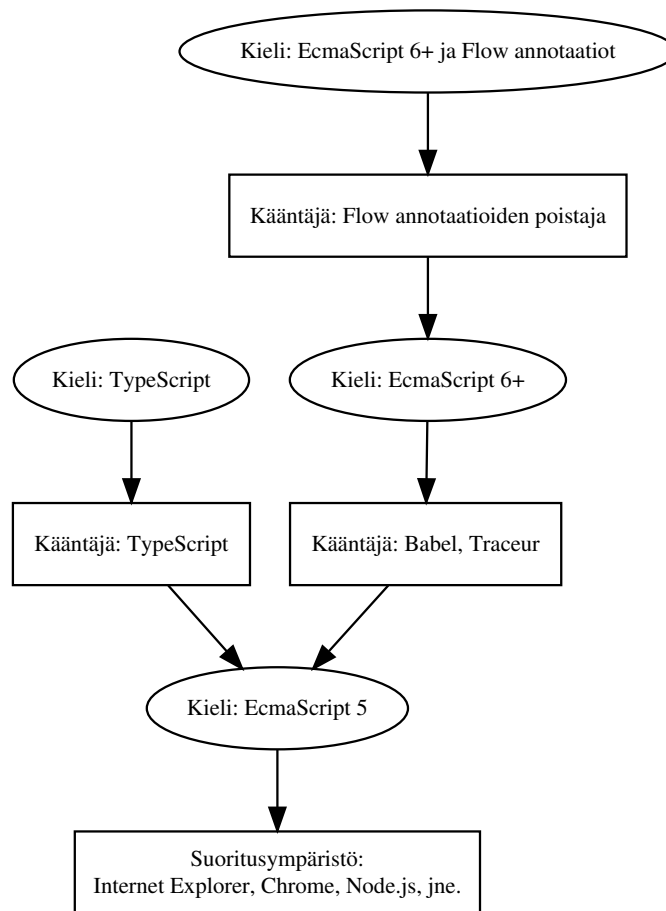 Kieli: EcmaScript 6+ ja Flow annotaatiot
Kääntäjä: Flow annotaatioiden poistaja
Kieli: TypeScript
Kieli: EcmaScript 6+
Kääntäjä: TypeScript
Kääntäjä: Babel, Traceur
Kieli: EcmaScript 5
Suoritusympäristö:
Internet Explorer, Chrome, Node.js, jne.